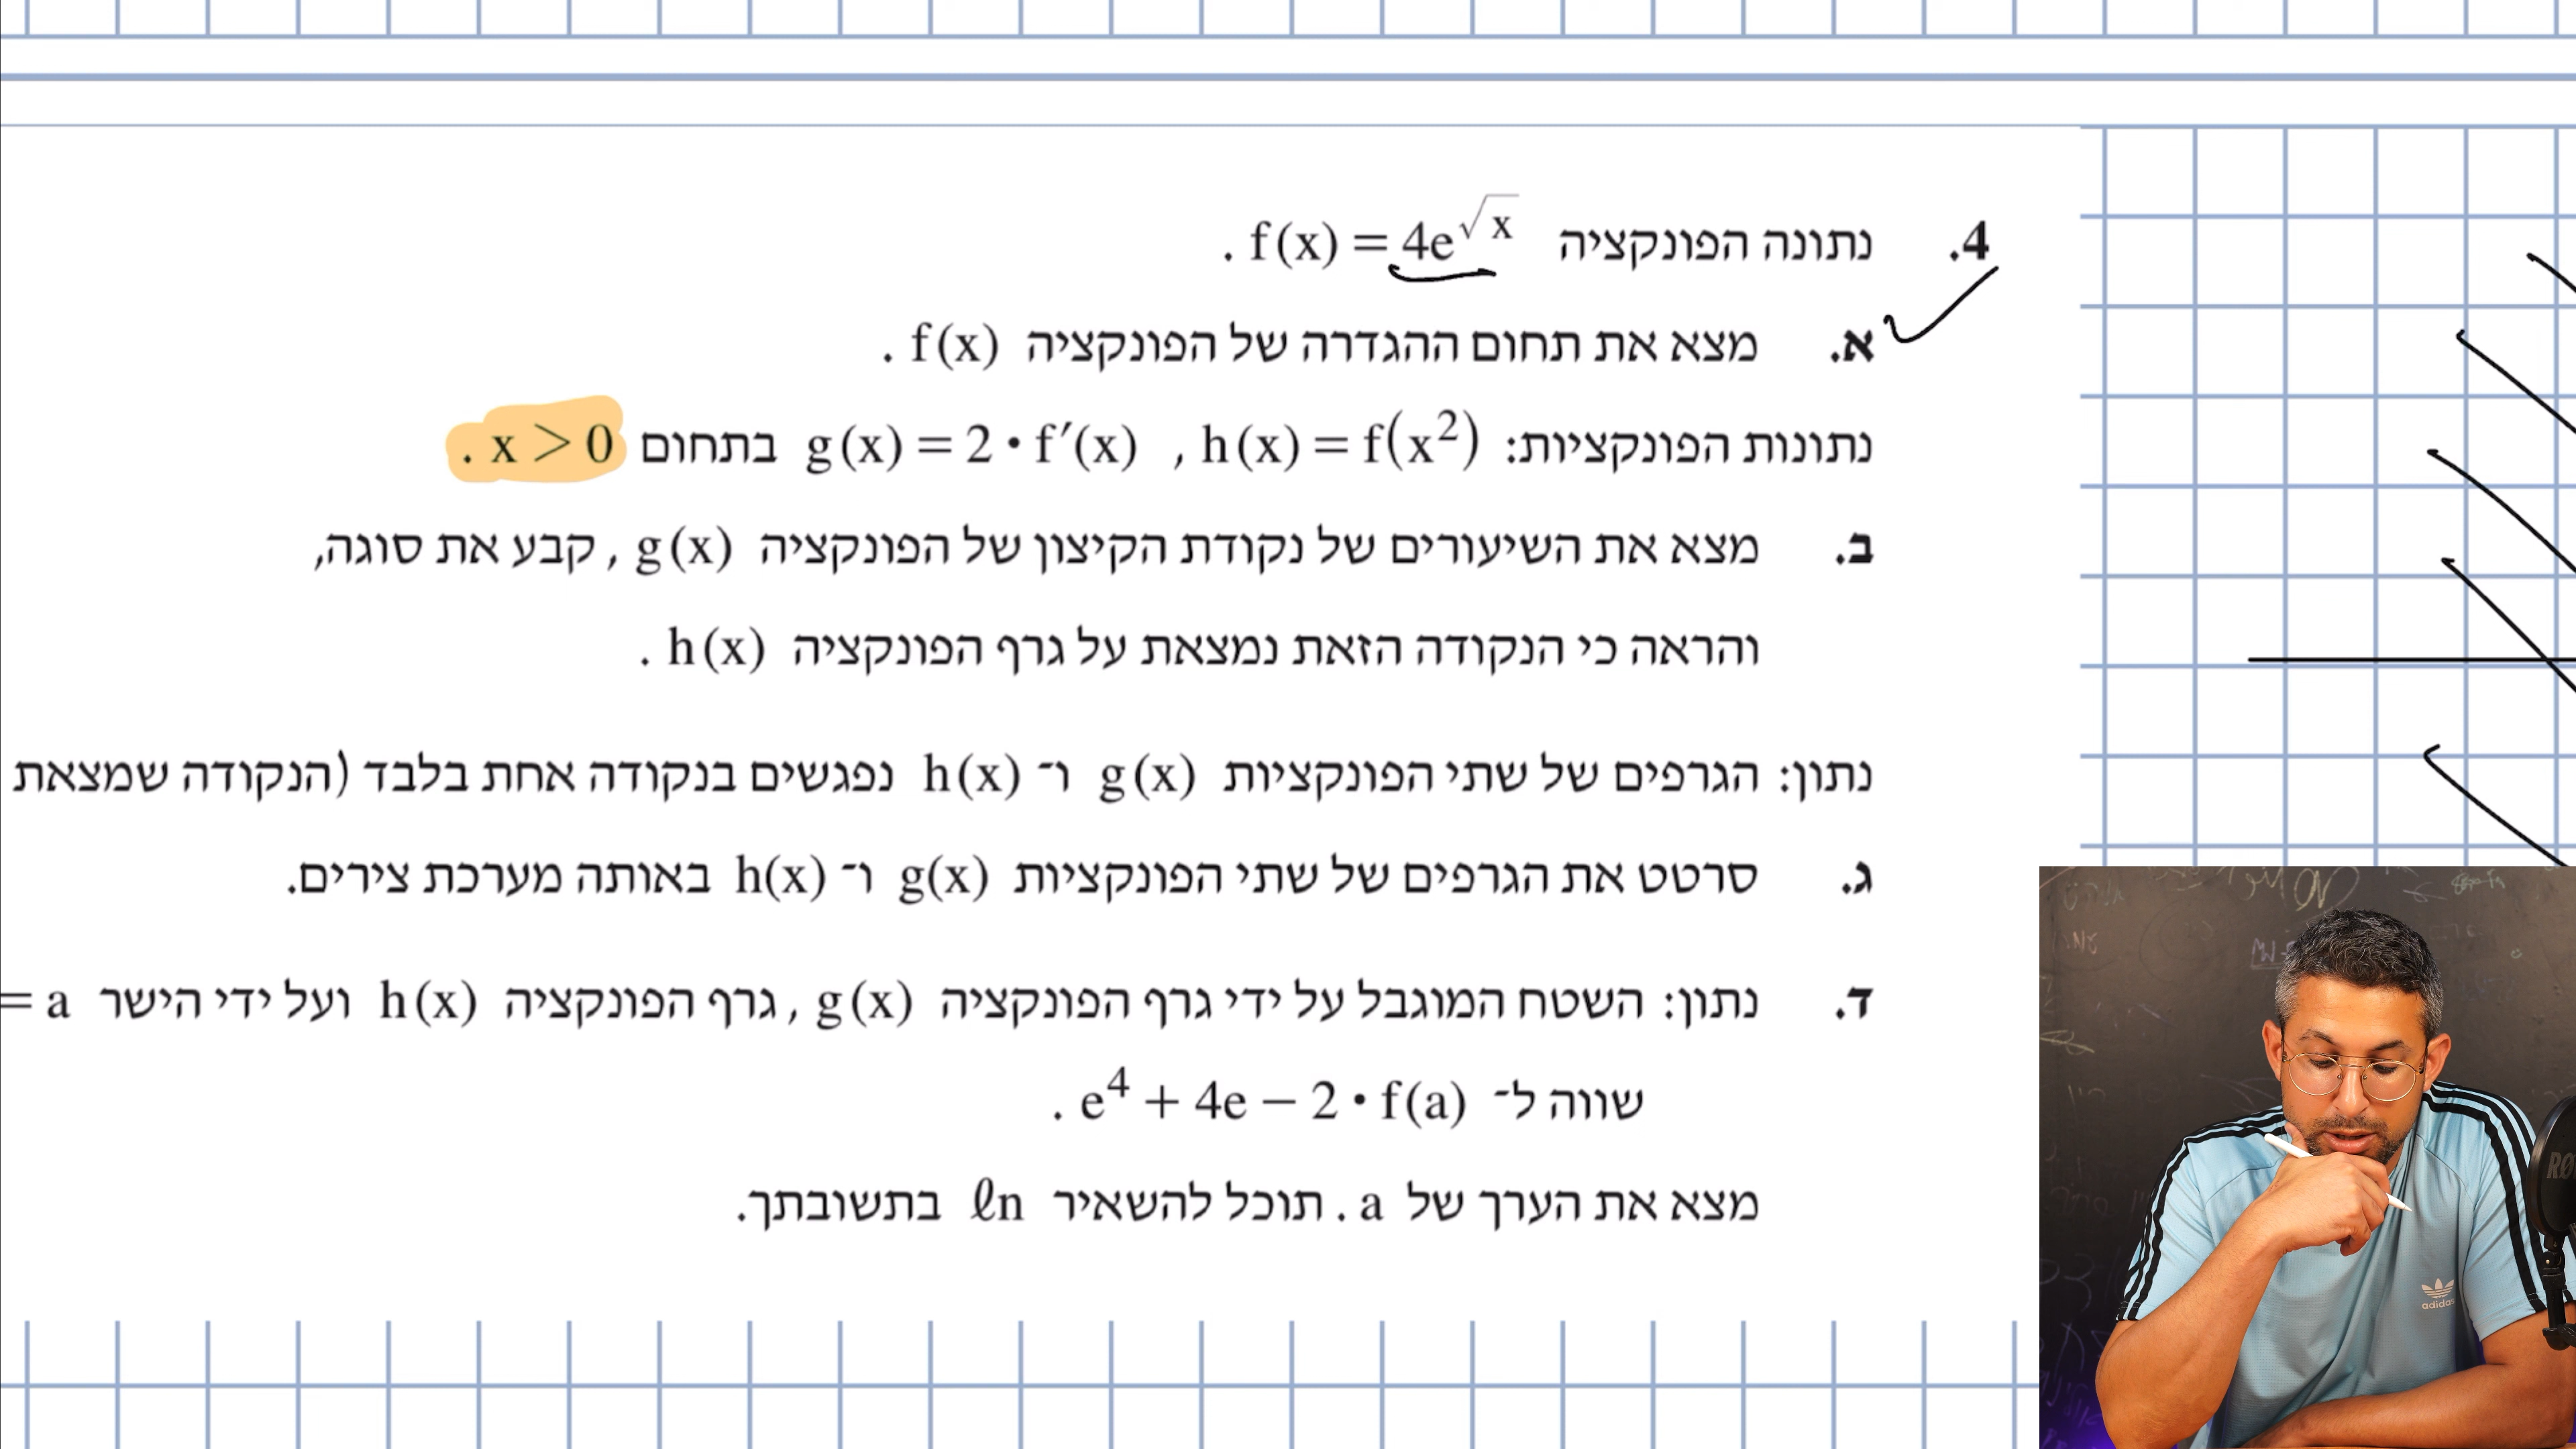 4. נתונה הפונקציה f(x) = 4e^√x .
א. מצא את תחום ההגדרה של הפונקציה f(x) .
נתונות הפונקציות: h(x) = f(x²) , g(x) = 2 • f′(x) בתחום x > 0 .
ב. מצא את השיעורים של נקודת הקיצון של הפונקציה g(x) , קבע את סוגה,
והראה כי הנקודה הזאת נמצאת על גרף הפונקציה h(x) .
נתון: הגרפים של שתי הפונקציות g(x) ו־ h(x) נפגשים בנקודה אחת בלבד (הנקודה שמצאת
ג. סרטט את הגרפים של שתי הפונקציות g(x) ו־ h(x) באותה מערכת צירים.
ד. נתון: השטח המוגבל על ידי גרף הפונקציה g(x) , גרף הפונקציה h(x) ועל ידי הישר = a
שווה ל־ e⁴ + 4e − 2 • f(a) .
מצא את הערך של a . תוכל להשאיר ℓn בתשובתך.
adidas